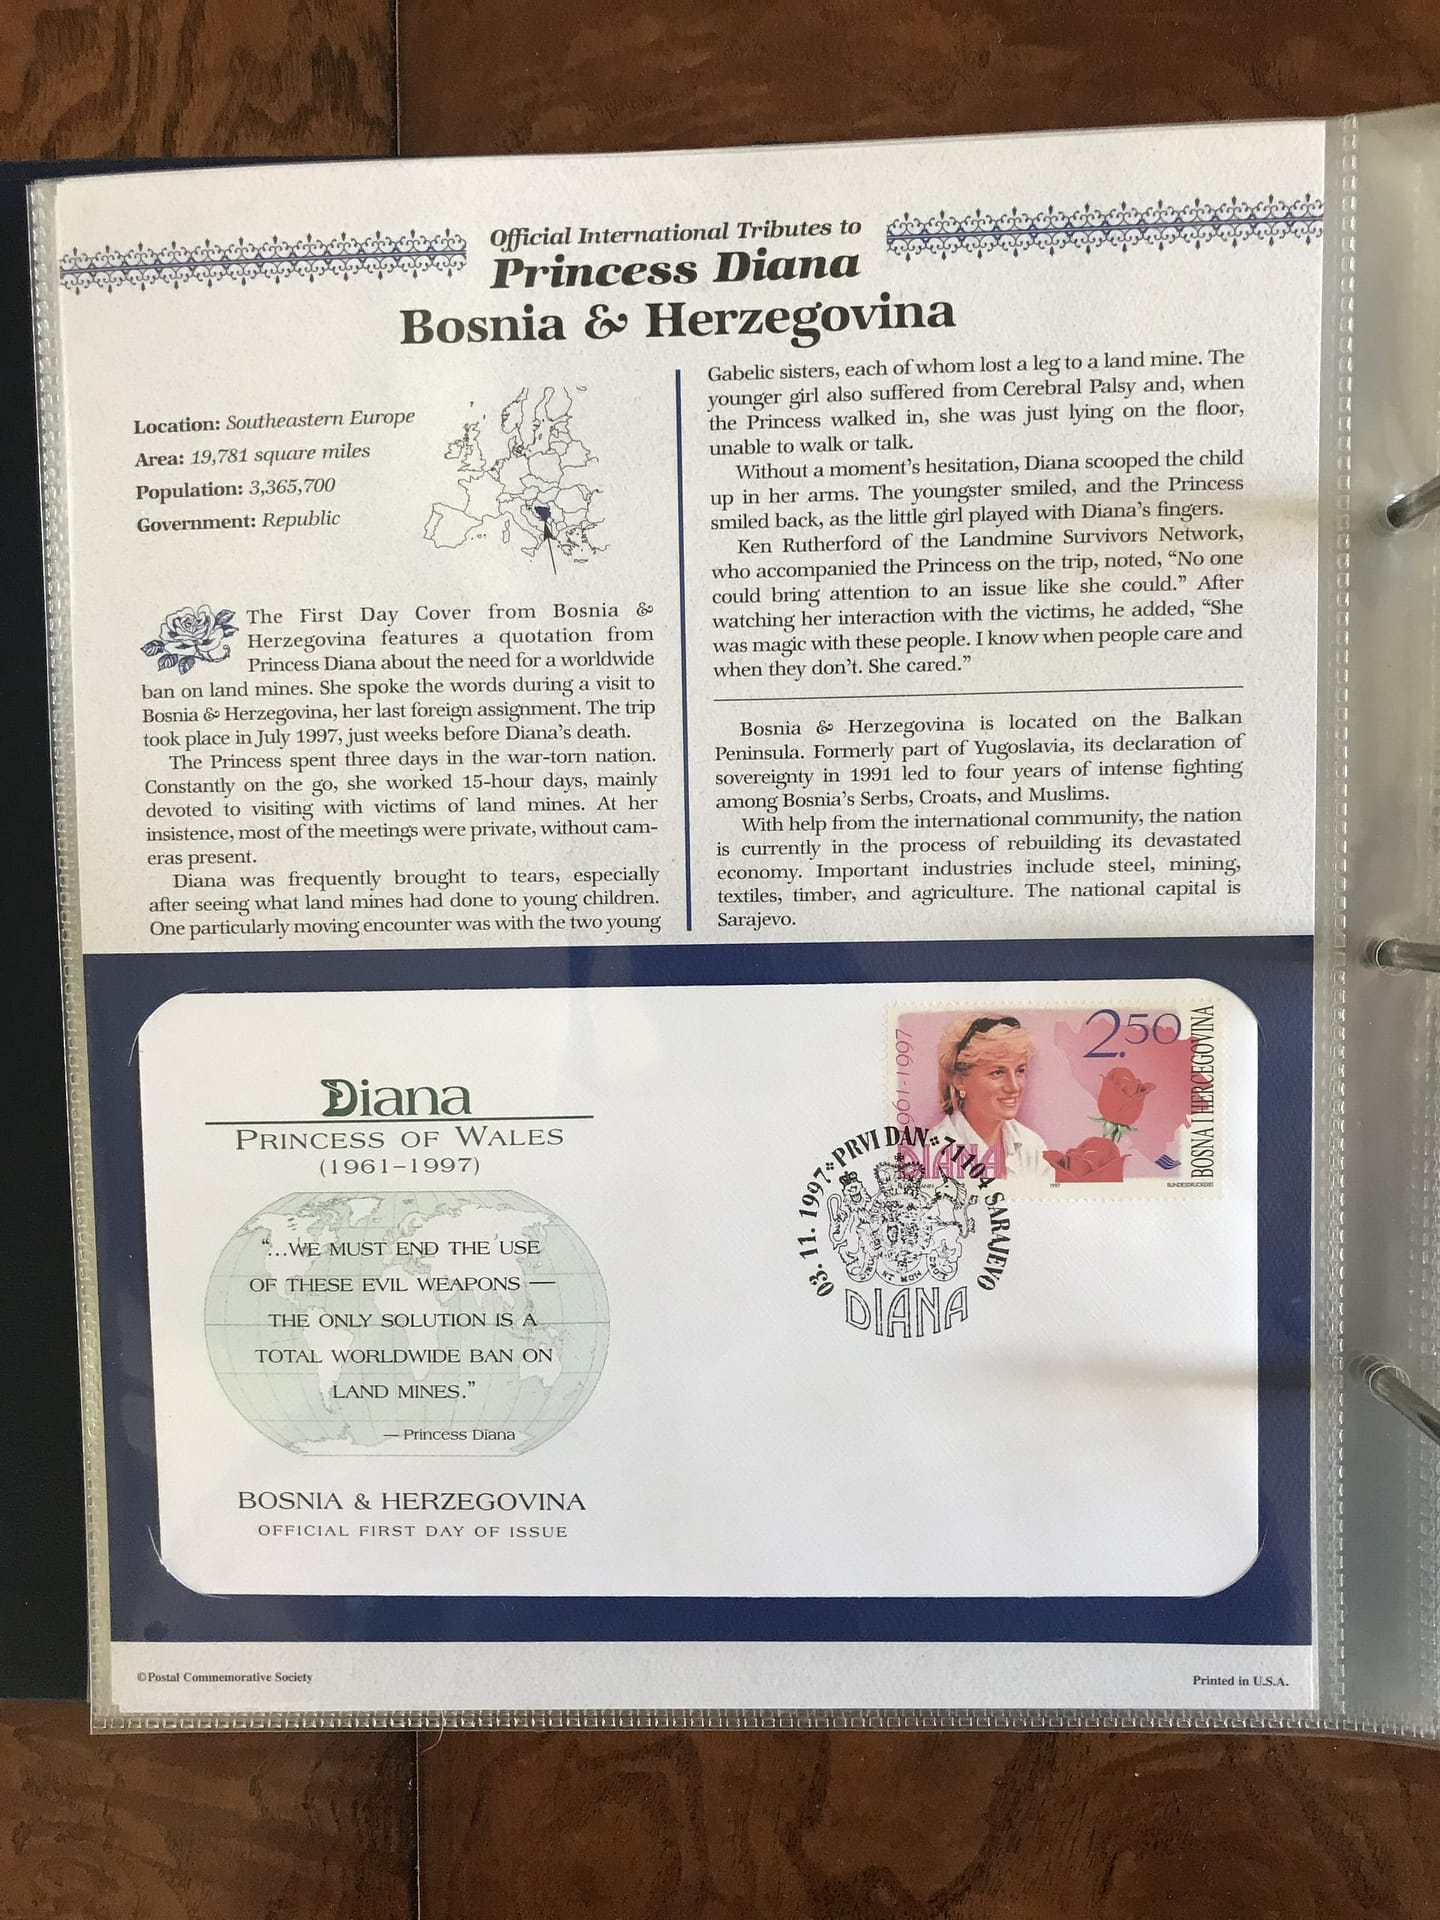 Official International Tributes to
Princess Diana
Bosnia & Herzegovina
Location: Southeastern Europe
Area: 19,781 square miles
Population: 3,365,700
Government: Republic
The First Day Cover from Bosnia &
Herzegovina features a quotation from
Princess Diana about the need for a worldwide
ban on land mines. She spoke the words during a visit to
Bosnia & Herzegovina, her last foreign assignment. The trip
took place in July 1997, just weeks before Diana's death.
The Princess spent three days in the war-torn nation.
Constantly on the go, she worked 15-hour days, mainly
devoted to visiting with victims of land mines. At her
insistence, most of the meetings were private, without cam-
eras present.
Diana was frequently brought to tears, especially
after seeing what land mines had done to young children.
One particularly moving encounter was with the two young
Gabelic sisters, each of whom lost a leg to a land mine. The
younger girl also suffered from Cerebral Palsy and, when
the Princess walked in, she was just lying on the floor,
unable to walk or talk.
Without a moment's hesitation, Diana scooped the child
up in her arms. The youngster smiled, and the Princess
smiled back, as the little girl played with Diana's fingers.
Ken Rutherford of the Landmine Survivors Network,
who accompanied the Princess on the trip, noted, "No one
could bring attention to an issue like she could." After
watching her interaction with the victims, he added, "She
was magic with these people. I know when people care and
when they don't. She cared."
Bosnia & Herzegovina is located on the Balkan
Peninsula. Formerly part of Yugoslavia, its declaration of
sovereignty in 1991 led to four years of intense fighting
among Bosnia's Serbs, Croats, and Muslims.
With help from the international community, the nation
is currently in the process of rebuilding its devastated
economy. Important industries include steel, mining,
textiles, timber, and agriculture. The national capital is
Sarajevo.
Diana
PRINCESS OF WALES
(1961–1997)
"...WE MUST END THE USE
OF THESE EVIL WEAPONS —
THE ONLY SOLUTION IS A
TOTAL WORLDWIDE BAN ON
LAND MINES."
— Princess Diana
BOSNIA & HERZEGOVINA
OFFICIAL FIRST DAY OF ISSUE
1961-1997
2.50
BOSNA I HERCEGOVINA
DIANA
1997
BUNDESDRUCKEREI
03.11.1997 PRVI DAN 71104 SARAJEVO
DIANA
©Postal Commemorative Society
Printed in U.S.A.